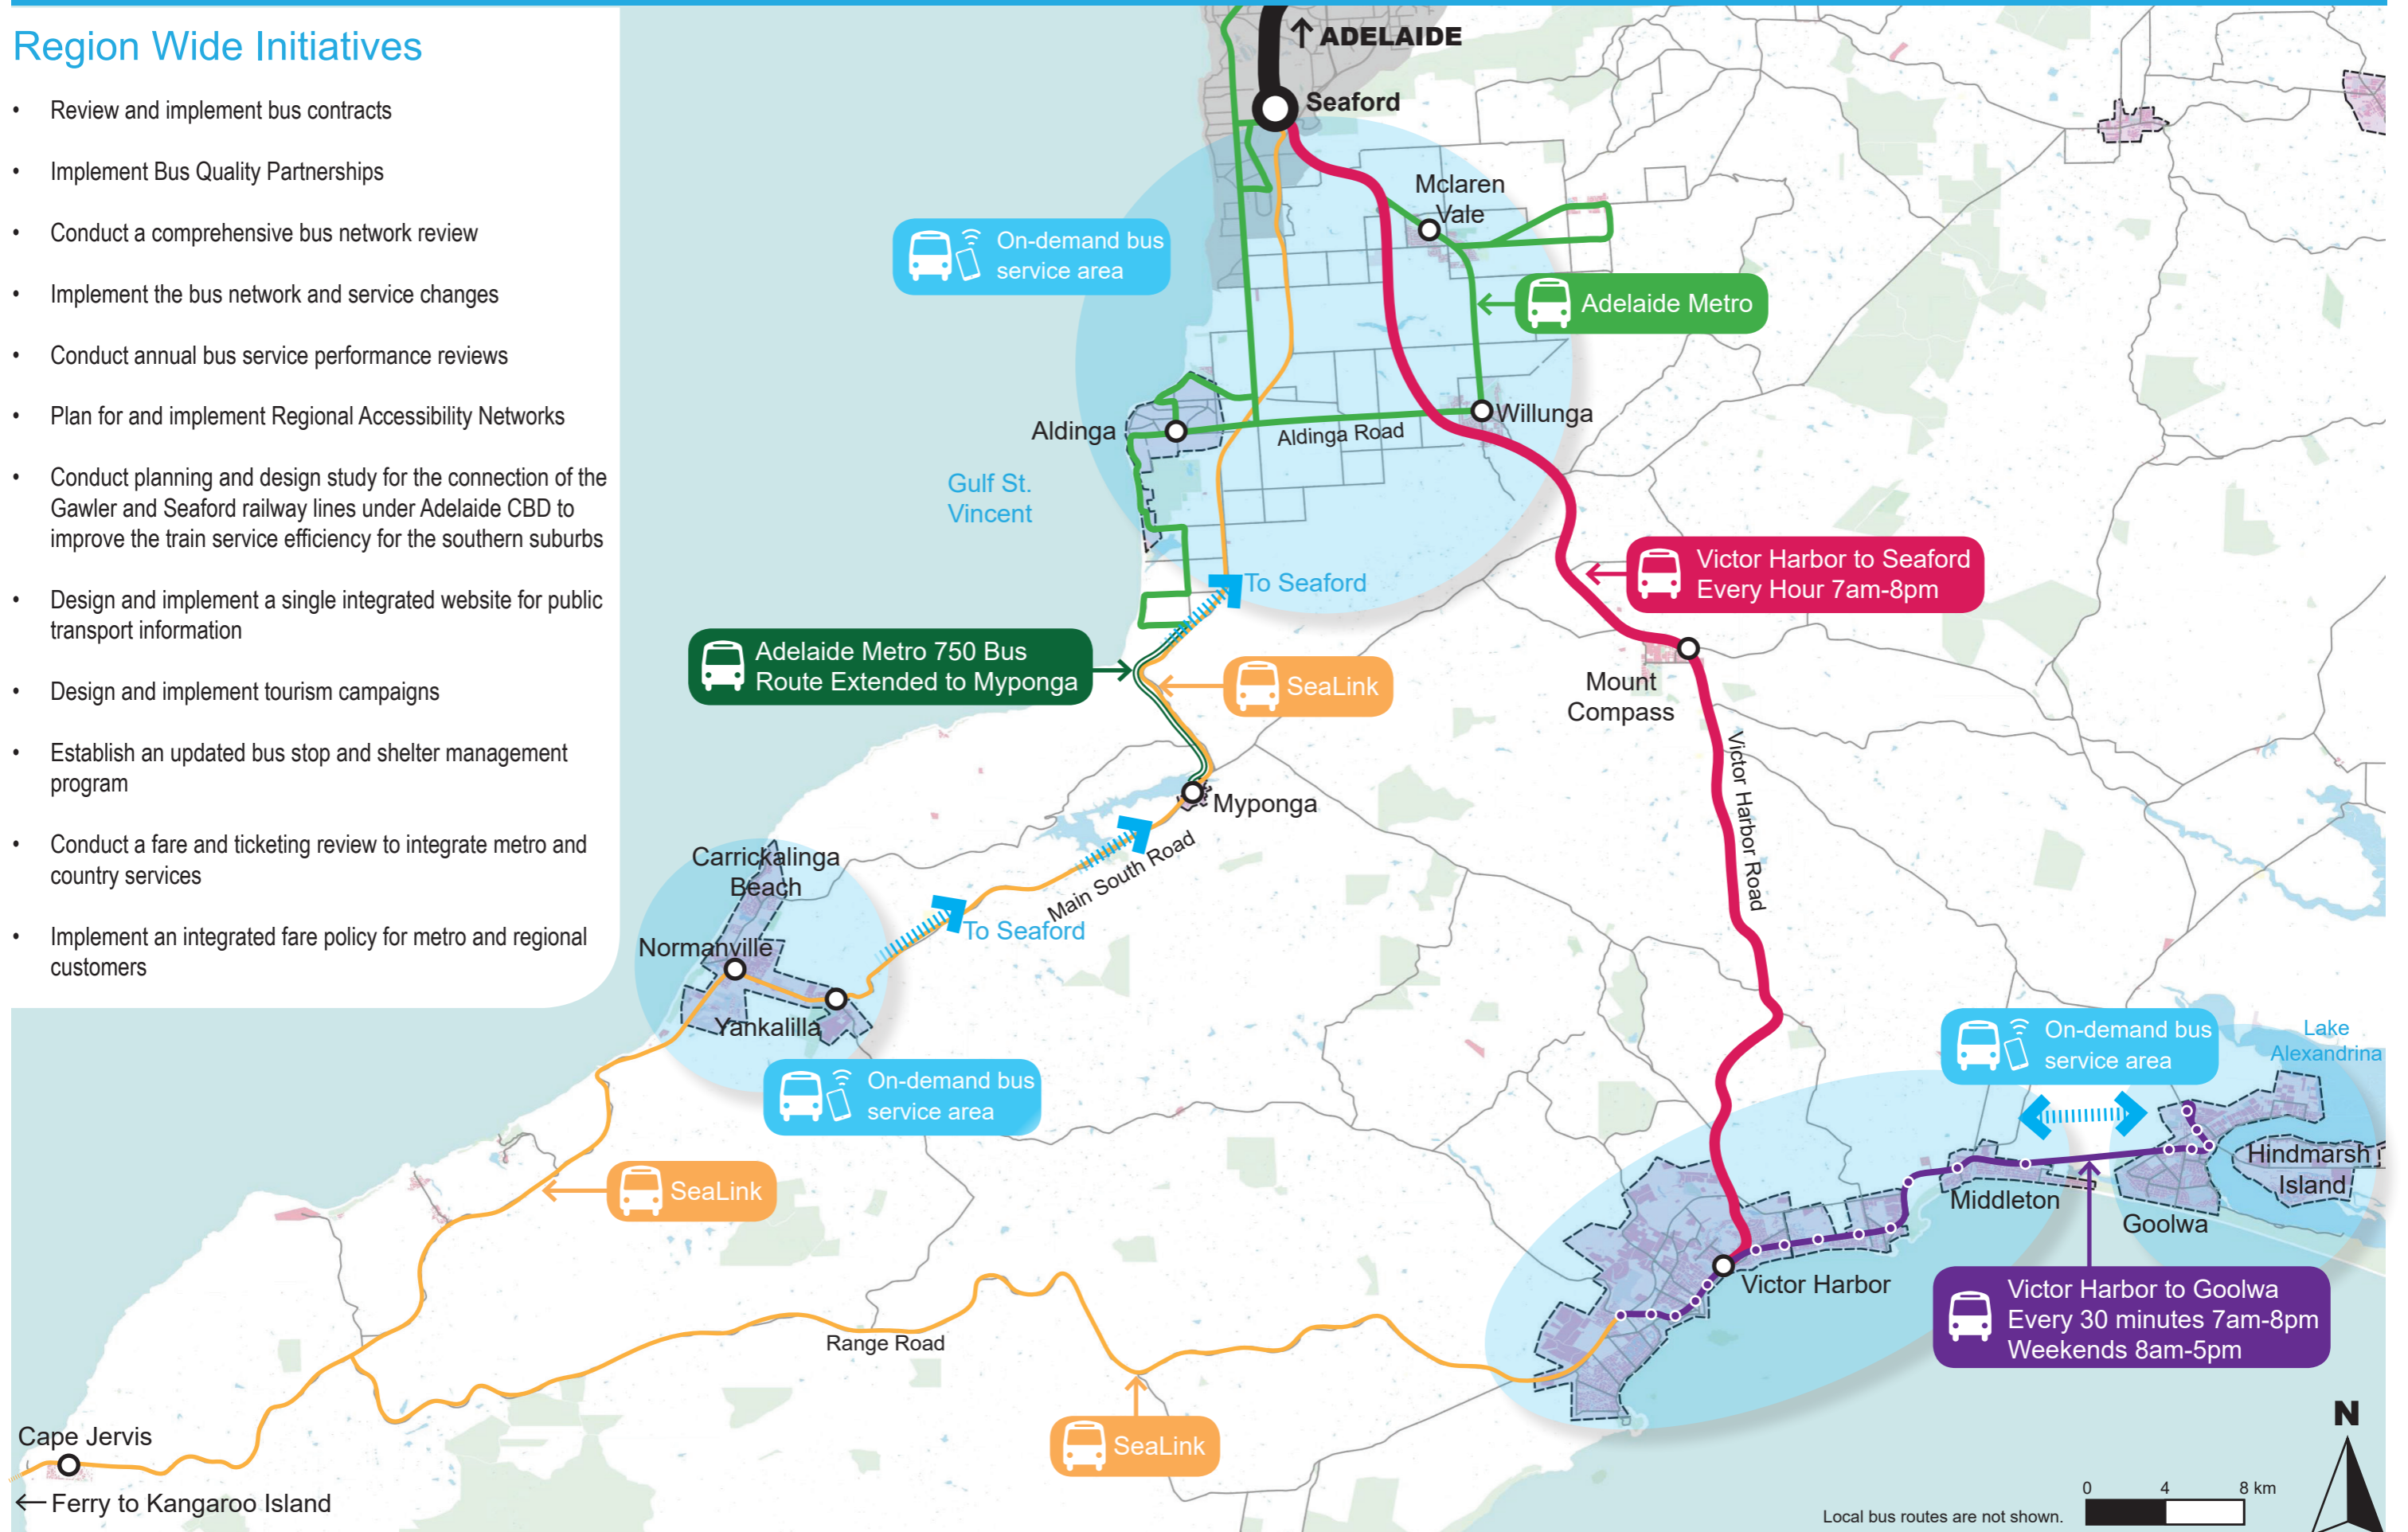 Region Wide Initiatives
• Review and implement bus contracts
• Implement Bus Quality Partnerships
• Conduct a comprehensive bus network review
• Implement the bus network and service changes
• Conduct annual bus service performance reviews
• Plan for and implement Regional Accessibility Networks
• Conduct planning and design study for the connection of the
Gawler and Seaford railway lines under Adelaide CBD to
improve the train service efficiency for the southern suburbs
• Design and implement a single integrated website for public
transport information
• Design and implement tourism campaigns
• Establish an updated bus stop and shelter management
program
• Conduct a fare and ticketing review to integrate metro and
country services
• Implement an integrated fare policy for metro and regional
customers
↑ ADELAIDE
Seaford
Mclaren
Vale
On-demand bus
service area
Adelaide Metro
Aldinga
Aldinga Road
Willunga
Gulf St.
Vincent
To Seaford
Victor Harbor to Seaford
Every Hour 7am-8pm
Adelaide Metro 750 Bus
Route Extended to Myponga
SeaLink
Mount
Compass
Victor Harbor Road
Myponga
Main South Road
Carrickalinga
Beach
To Seaford
Normanville
Yankalilla
On-demand bus
service area
On-demand bus
service area
Lake
Alexandrina
SeaLink
Hindmarsh
Island
Middleton
Goolwa
Victor Harbor
Victor Harbor to Goolwa
Every 30 minutes 7am-8pm
Weekends 8am-5pm
Range Road
SeaLink
Cape Jervis
← Ferry to Kangaroo Island
N
0 4 8 km
Local bus routes are not shown.